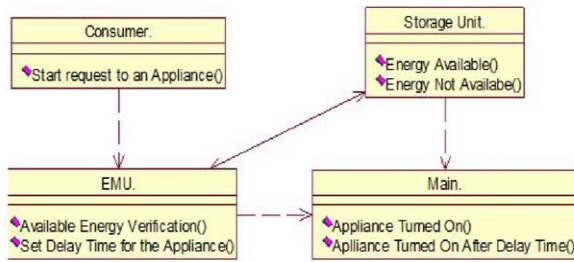 Consumer.
Start request to an Appliance()
Storage Unit.
Energy Available()
Energy Not Availabe()
EMU.
Available Energy Verification()
Set Delay Time for the Appliance()
Main.
Appliance Turned On()
Aplliance Turned On After Delay Time()